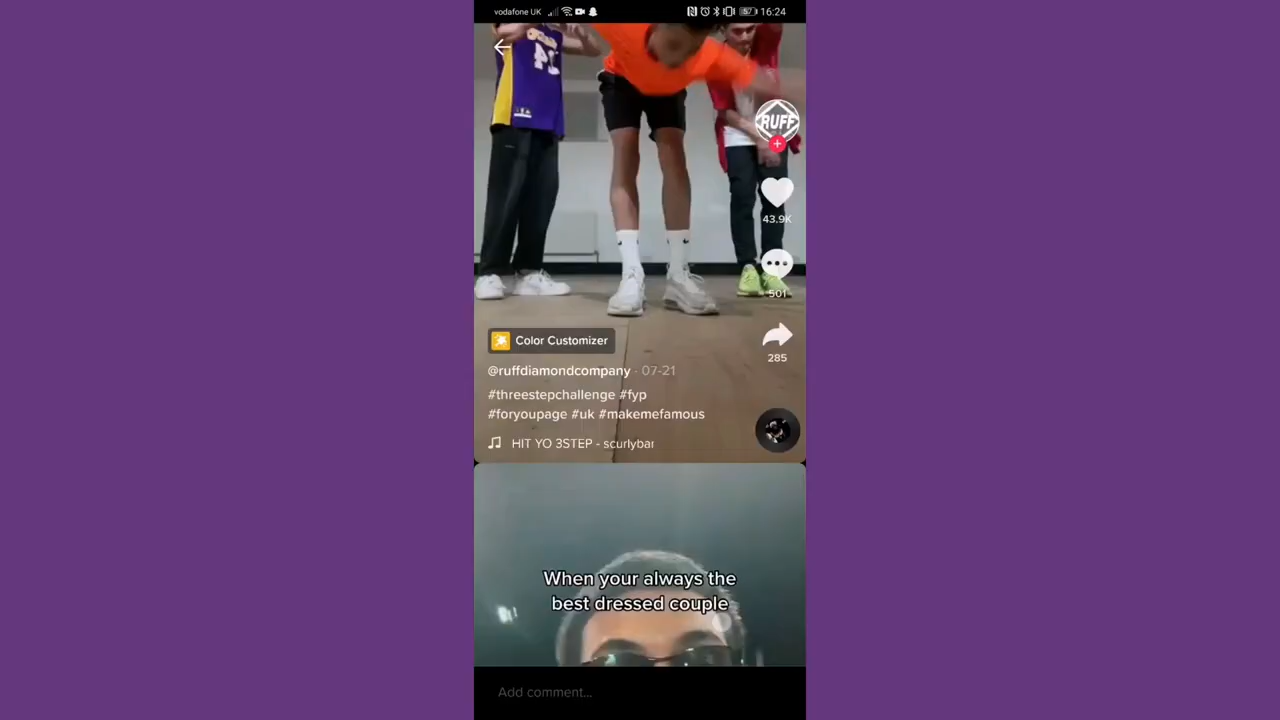 vodafone UK
57
16:24
RUFF
43.9K
501
285
Color Customizer
@ruffdiamondcompany · 07-21
#threestepchallenge #fyp
#foryoupage #uk #makemefamous
HIT YO 3STEP - scurlybar
When your always the
best dressed couple
Add comment...